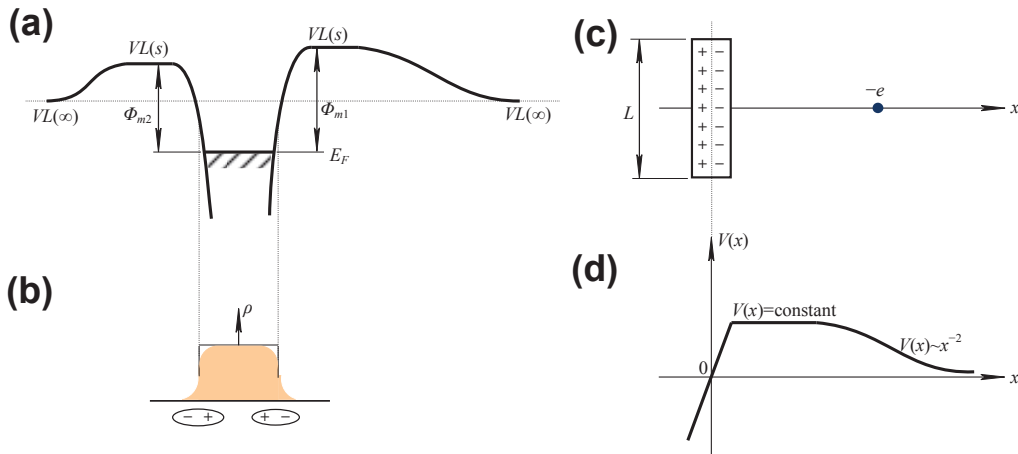 (a)
VL(s)
VL(s)
VL(∞)
Φm2
Φm1
VL(∞)
EF
(b)
ρ
− +
+ −
(c)
L
+ −
+ −
+ −
+ −
+ −
+ −
+ −
−e
x
(d)
V(x)
V(x)=constant
V(x)~x⁻²
0
x